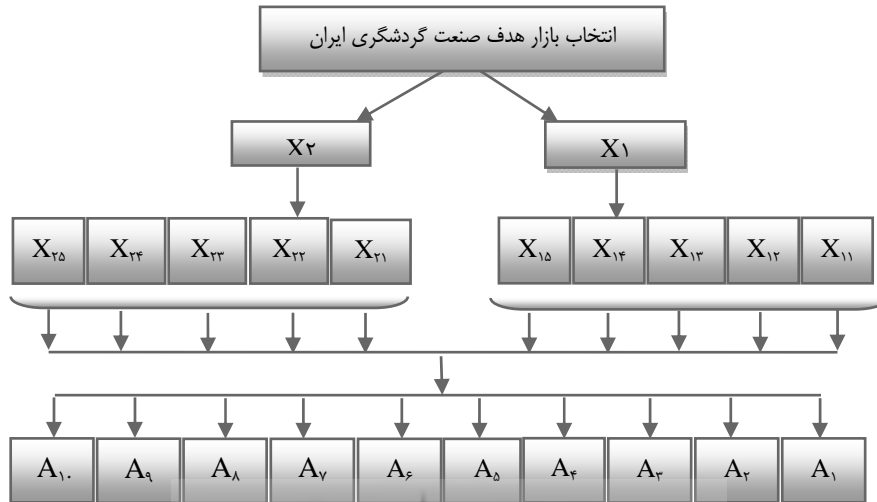 انتخاب بازار هدف صنعت گردشگری ایران
X۱ X۲
X۱۱ X۱۲ X۱۳ X۱۴ X۱۵ X۲۱ X۲۲ X۲۳ X۲۴ X۲۵
A۱ A۲ A۳ A۴ A۵ A۶ A۷ A۸ A۹ A۱۰